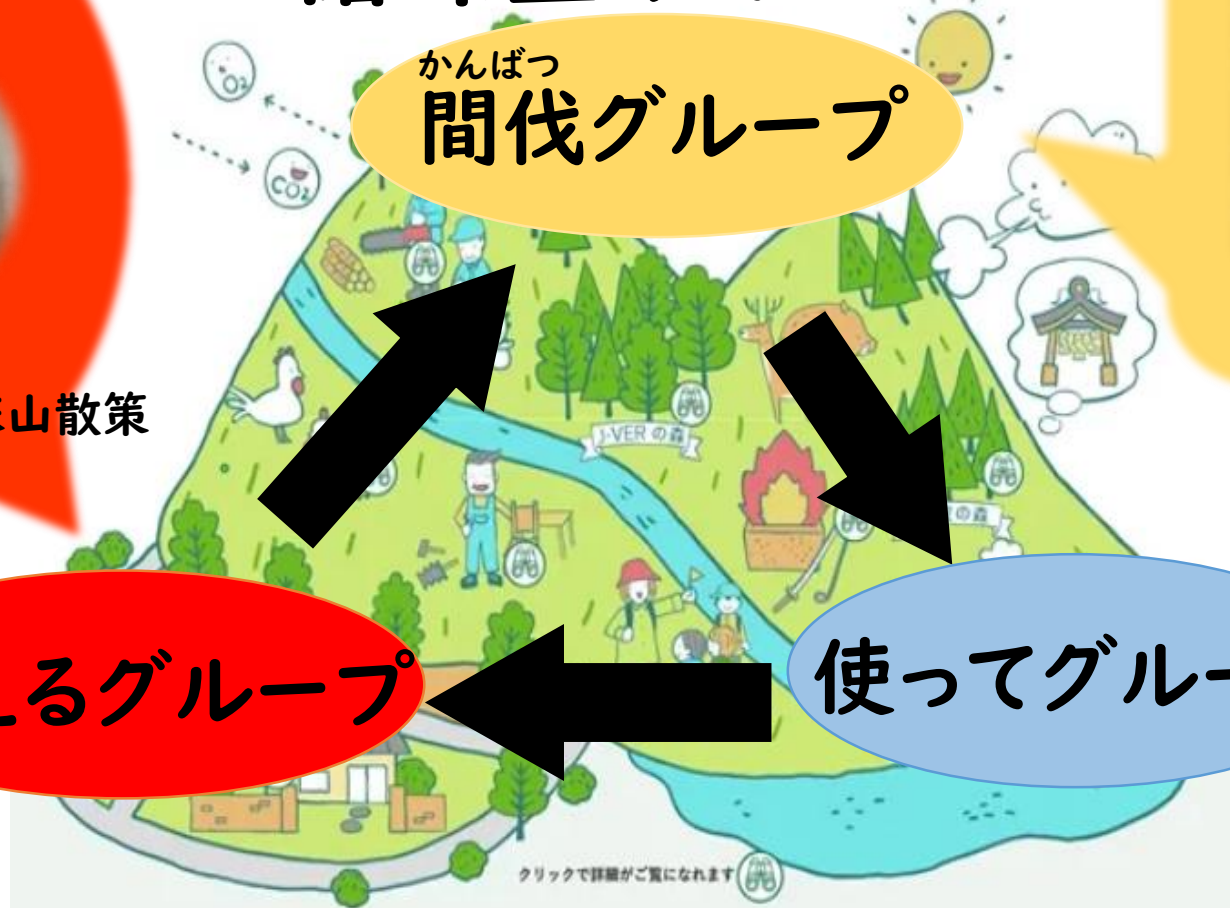 かんばつ
間伐グループ
O2
CO2
山散策
J-VERの森
の森
るグループ
使ってグルー
クリックで詳細がご覧になれます